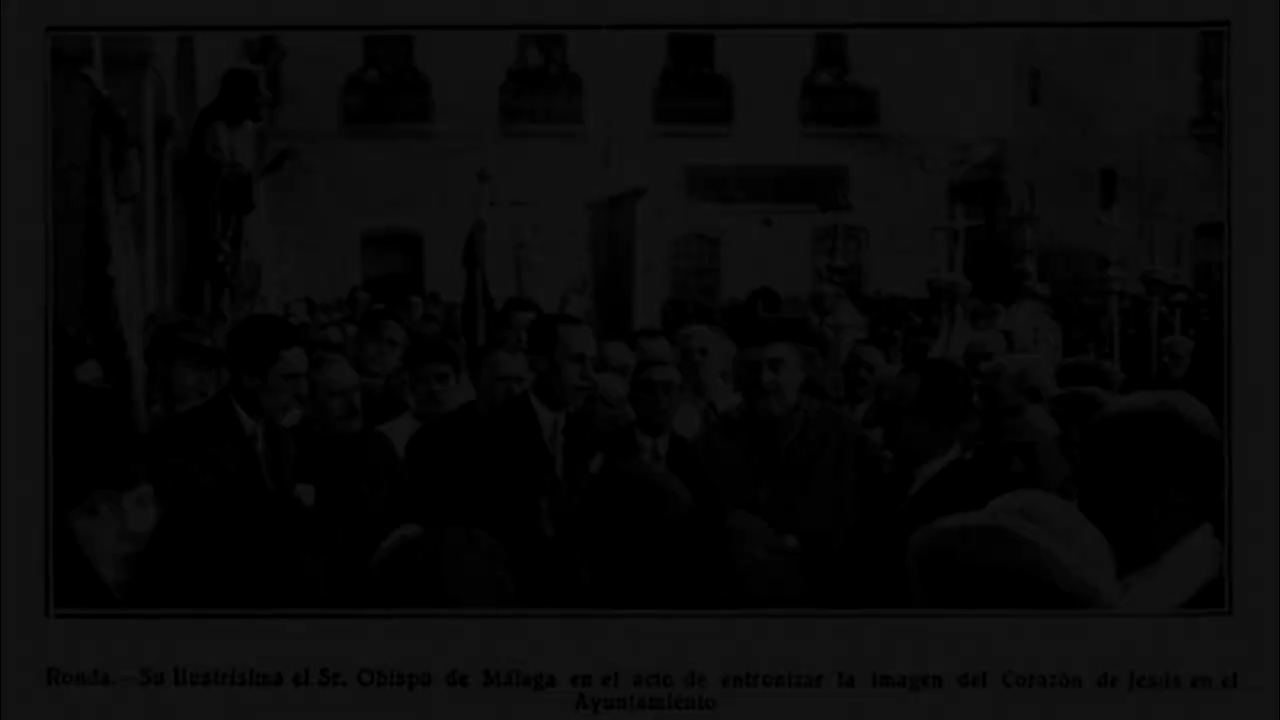 Ronda.—Su Ilustrísima el Sr. Obispo de Málaga en el acto de entronizar la imagen del Corazón de Jesús en el
Ayuntamiento